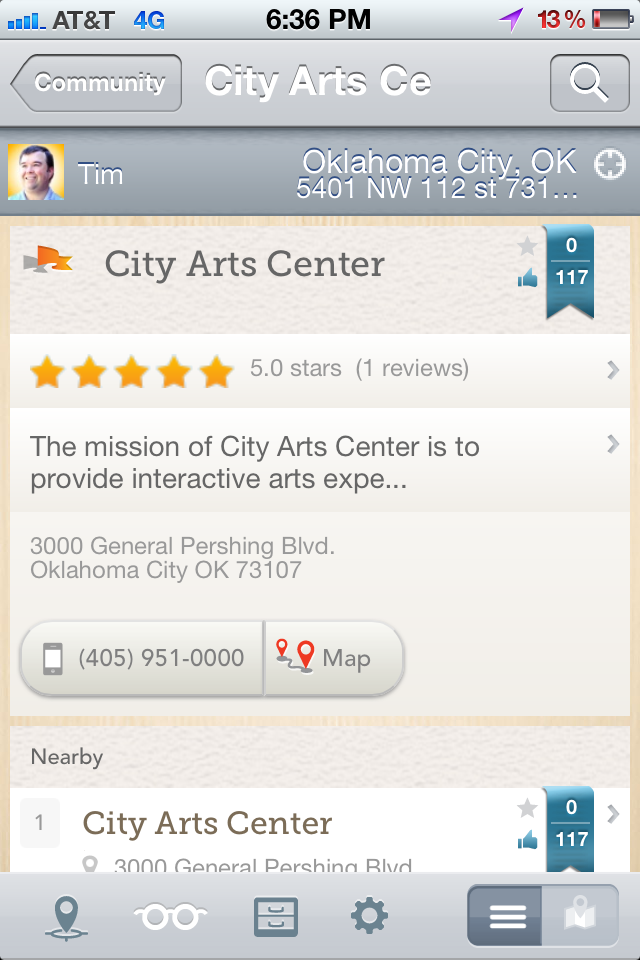 AT&T 4G 6:36 PM 13%
Community City Arts Ce
Tim Oklahoma City, OK
5401 NW 112 st 731...
City Arts Center
0
117
5.0 stars (1 reviews)
The mission of City Arts Center is to
provide interactive arts expe...
3000 General Pershing Blvd.
Oklahoma City OK 73107
(405) 951-0000 Map
Nearby
1 City Arts Center
0
117
3000 General Pershing Blvd